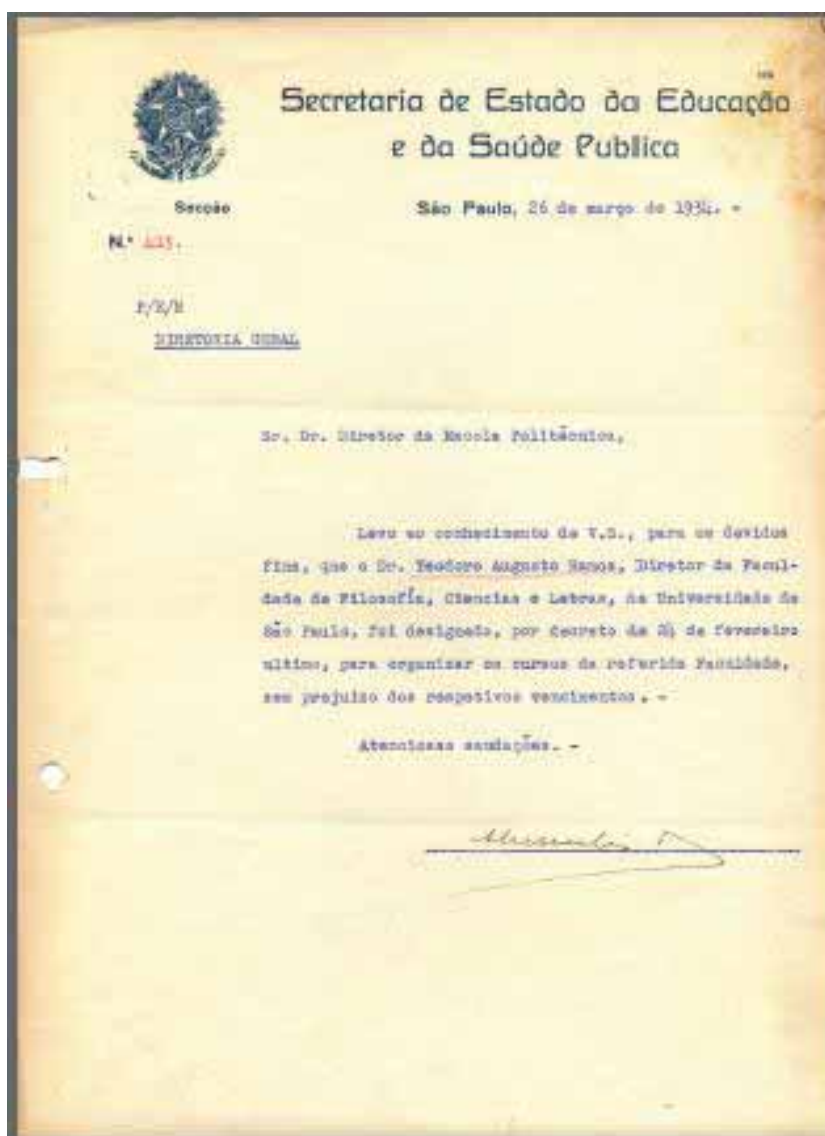 Secretaria de Estado da Educação
e da Saúde Publica
Secção
São Paulo, 26 de março de 1934. -
N.º
DIRETORIA GERAL
Sr. Dr. Diretor da Escola Politécnica,
Levo ao conhecimento de V.S., para os devidos
fins, que o Dr. Teodoro Augusto Ramos, Diretor da Facul-
dade de Filosofia, Ciencias e Letras, da Universidade de
São Paulo, foi designado, por decreto de 24 de fevereiro
ultimo, para organizar os cursos da referida Faculdade,
sem prejuizo dos respetivos vencimentos. -
Atenciosas saudações. -